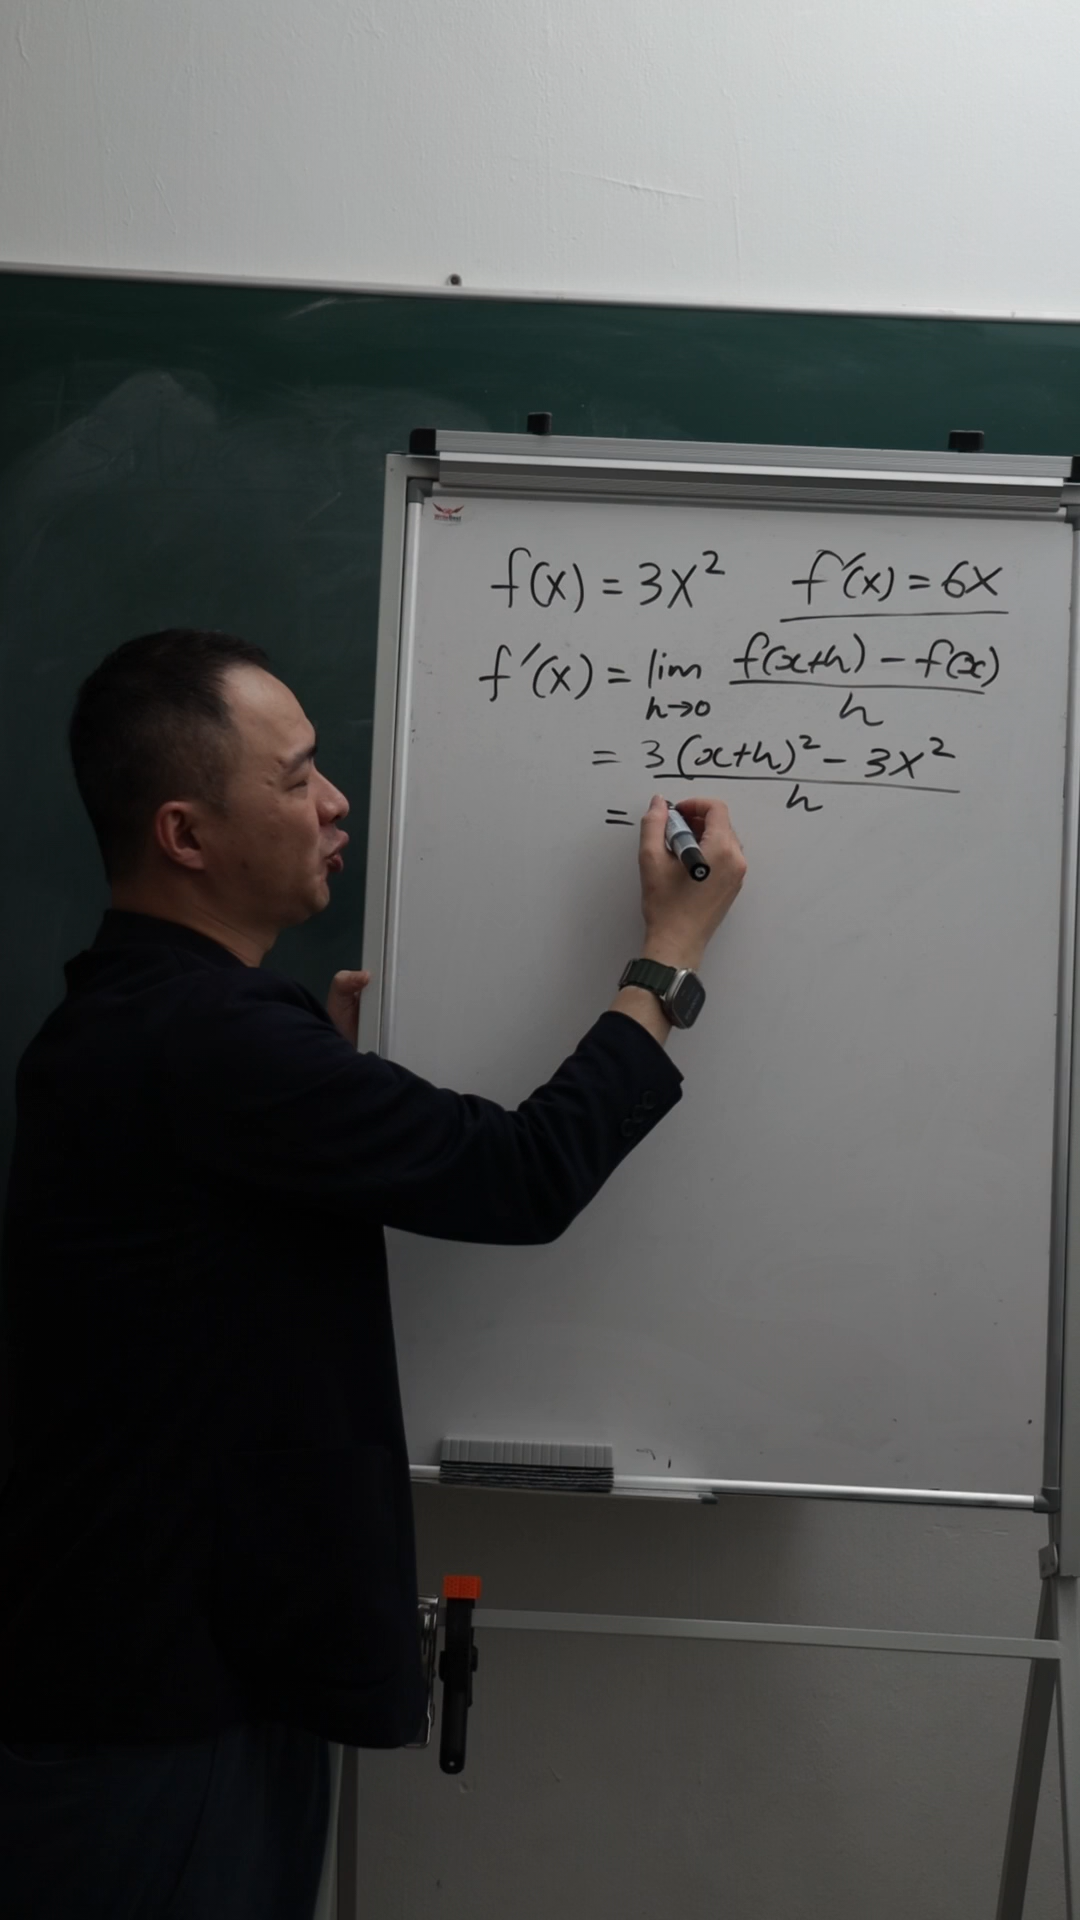 f(x) = 3x² f'(x) = 6x
f'(x) = lim h→0 (f(x+h) - f(x)) / h
= (3(x+h)² - 3x²) / h
=